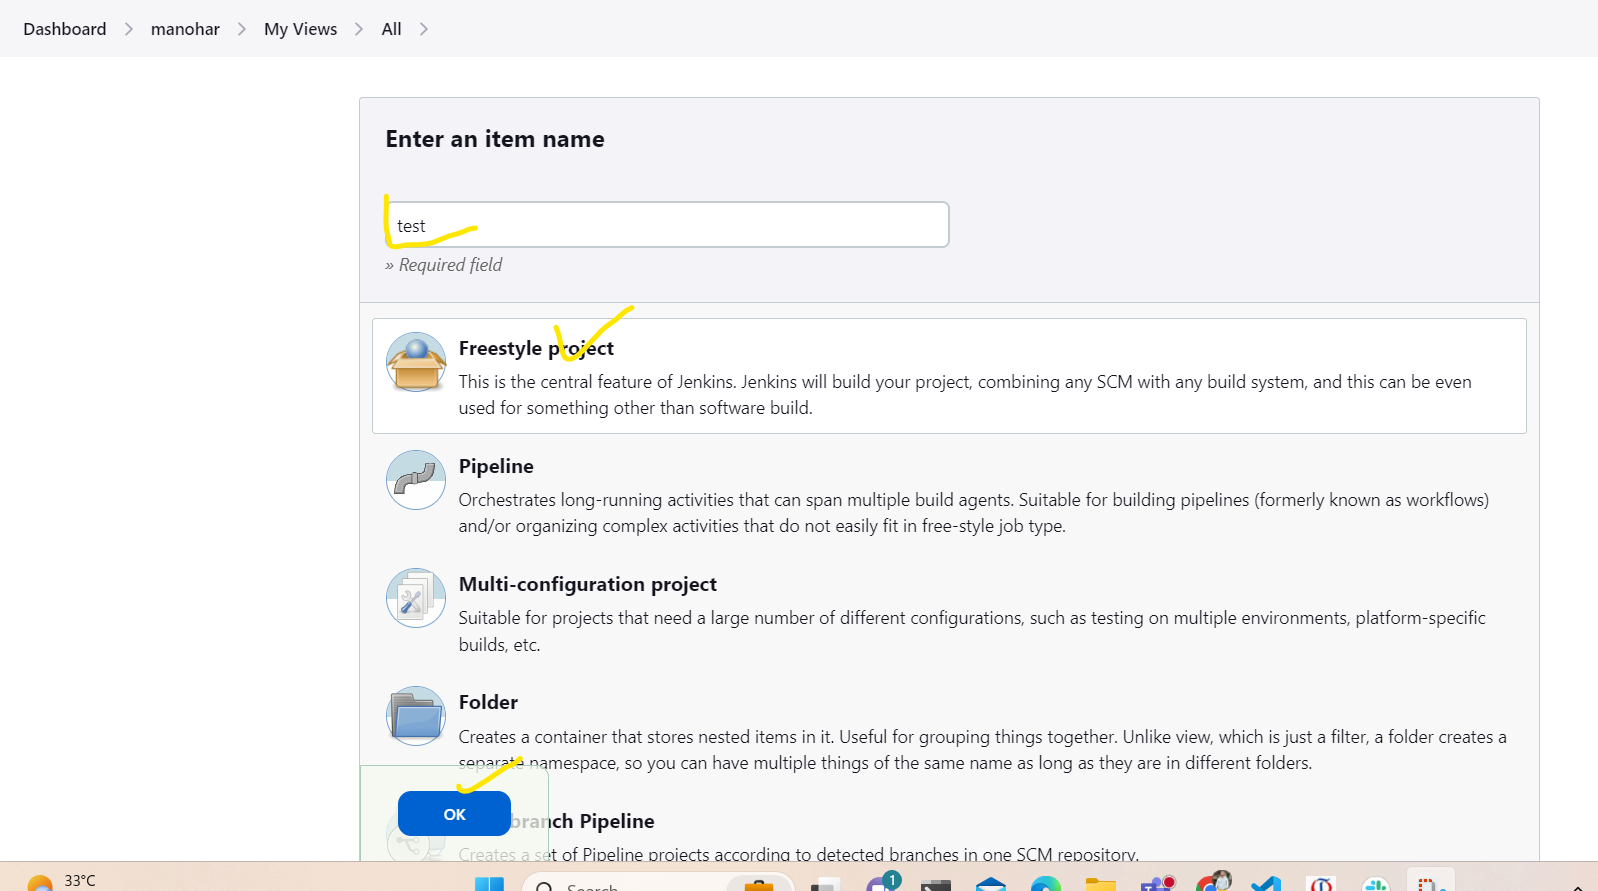 Dashboard > manohar > My Views > All >
Enter an item name
test
» Required field
Freestyle project
This is the central feature of Jenkins. Jenkins will build your project, combining any SCM with any build system, and this can be even
used for something other than software build.
Pipeline
Orchestrates long-running activities that can span multiple build agents. Suitable for building pipelines (formerly known as workflows)
and/or organizing complex activities that do not easily fit in free-style job type.
Multi-configuration project
Suitable for projects that need a large number of different configurations, such as testing on multiple environments, platform-specific
builds, etc.
Folder
Creates a container that stores nested items in it. Useful for grouping things together. Unlike view, which is just a filter, a folder creates a
separate namespace, so you can have multiple things of the same name as long as they are in different folders.
OK
branch Pipeline
Creates a set of Pipeline projects according to detected branches in one SCM repository.
33°C
Search
1